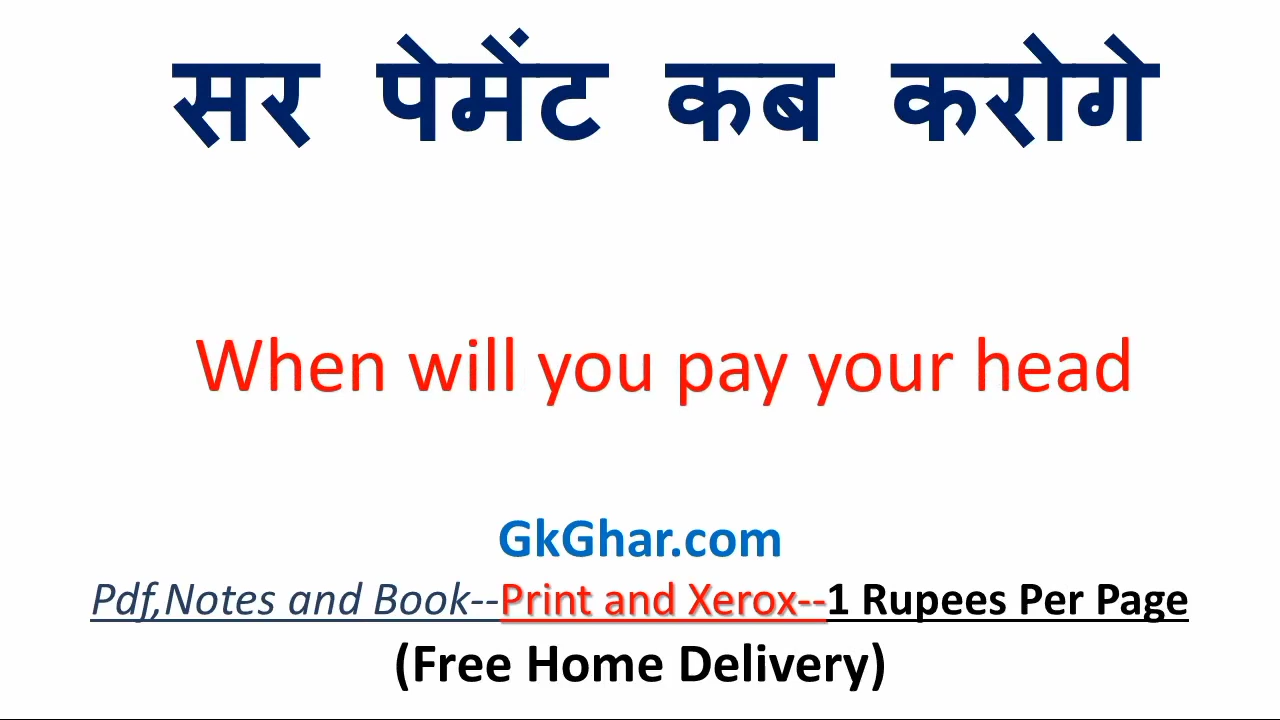 सर पेमेंट कब करोगे
When will you pay your head
GkGhar.com
Pdf,Notes and Book--Print and Xerox--1 Rupees Per Page
(Free Home Delivery)